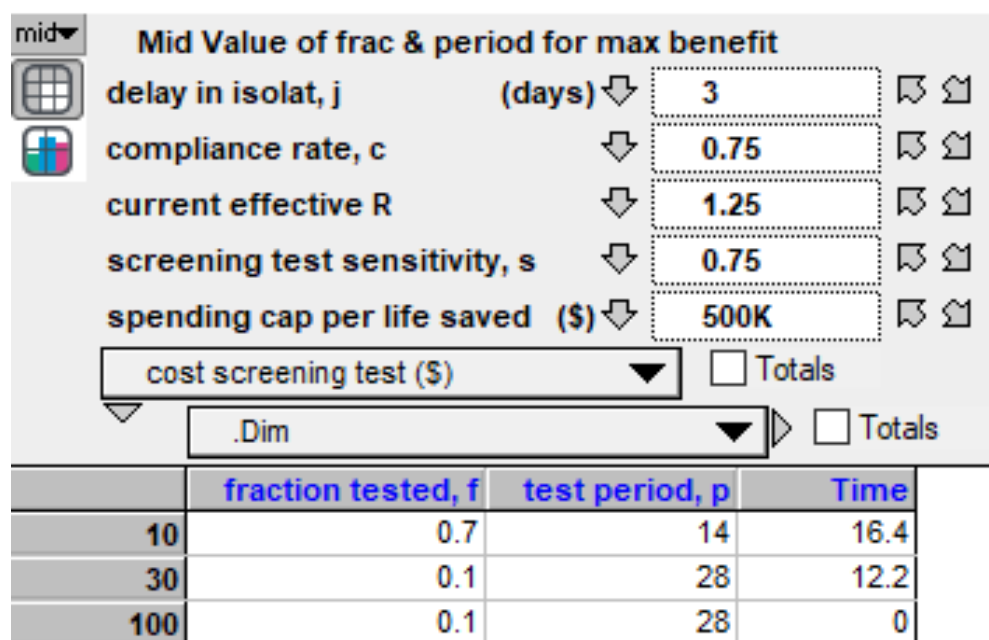 mid
Mid Value of frac & period for max benefit
delay in isolat, j (days) 3
compliance rate, c 0.75
current effective R 1.25
screening test sensitivity, s 0.75
spending cap per life saved ($) 500K
cost screening test ($) Totals
.Dim Totals
fraction tested, f test period, p Time
10 0.7 14 16.4
30 0.1 28 12.2
100 0.1 28 0